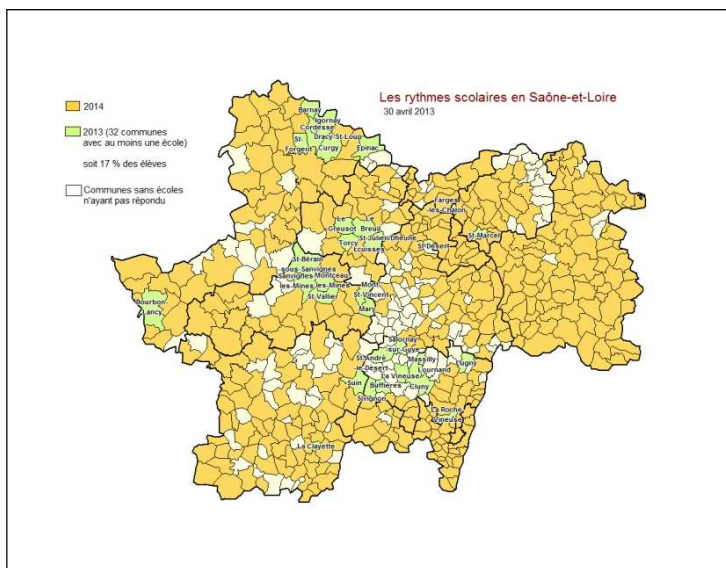 Les rythmes scolaires en Saône-et-Loire
30 avril 2013
2014
2013 (32 communes
avec au moins une école)
soit 17 % des élèves
Communes sans écoles
n'ayant pas répondu
Barnay
Igornay
Cordesse
Dracy-St-Loup
St-
Forgeot
Curgy
Epinac
Le
Creusot
Le
Breuil
Torcy
St-Julien/Dheune
Ecuisses
Farges
les-Chalon
St-Désert
St-Marcel
St-Bérain
-sous-Sanvignes
Sanvignes
les-Mines
Montceau
les-Mines
St-Vallier
Mont
St-Vincent
Mary
Bourbon
Lancy
Salornay
sur-Guye
St-André
le-Désert
Massilly
Lournand
La Vineuse
Cluny
Lugny
Suin
Buffières
Sivignon
La Roche
Vineuse
La Clayette